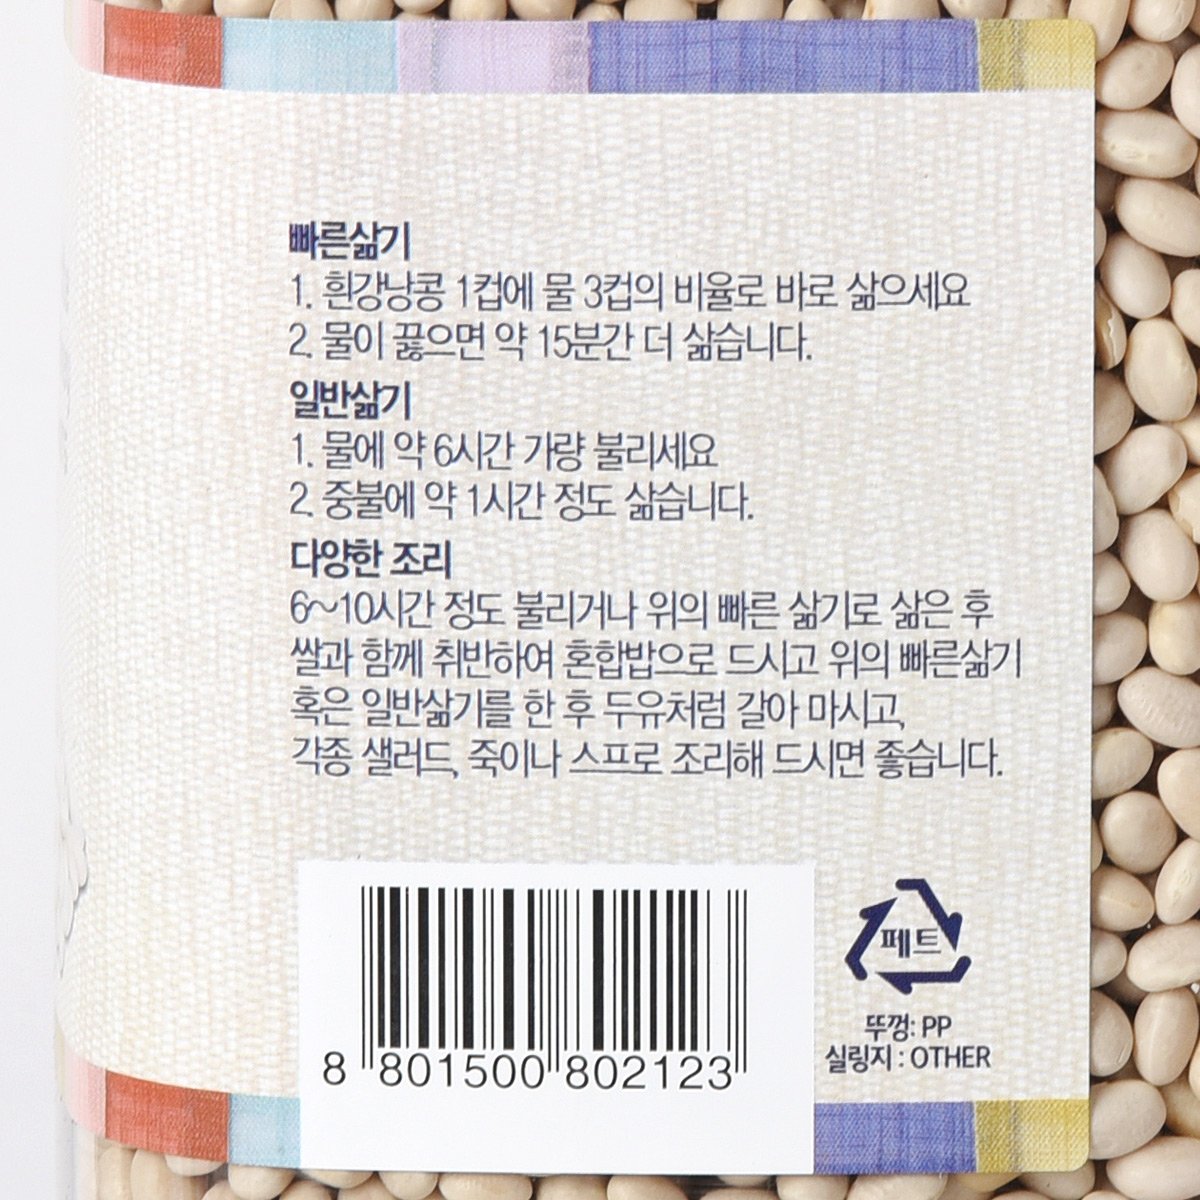 빠른삶기
1. 흰강낭콩 1컵에 물 3컵의 비율로 바로 삶으세요
2. 물이 끓으면 약 15분간 더 삶습니다.
일반삶기
1. 물에 약 6시간 가량 불리세요
2. 중불에 약 1시간 정도 삶습니다.
다양한 조리
6~10시간 정도 불리거나 위의 빠른 삶기로 삶은 후
쌀과 함께 취반하여 혼합밥으로 드시고 위의 빠른삶기
혹은 일반삶기를 한 후 두유처럼 갈아 마시고,
각종 샐러드, 죽이나 스프로 조리해 드시면 좋습니다.
페트
뚜껑: PP
실링지 : OTHER
8 801500 802123